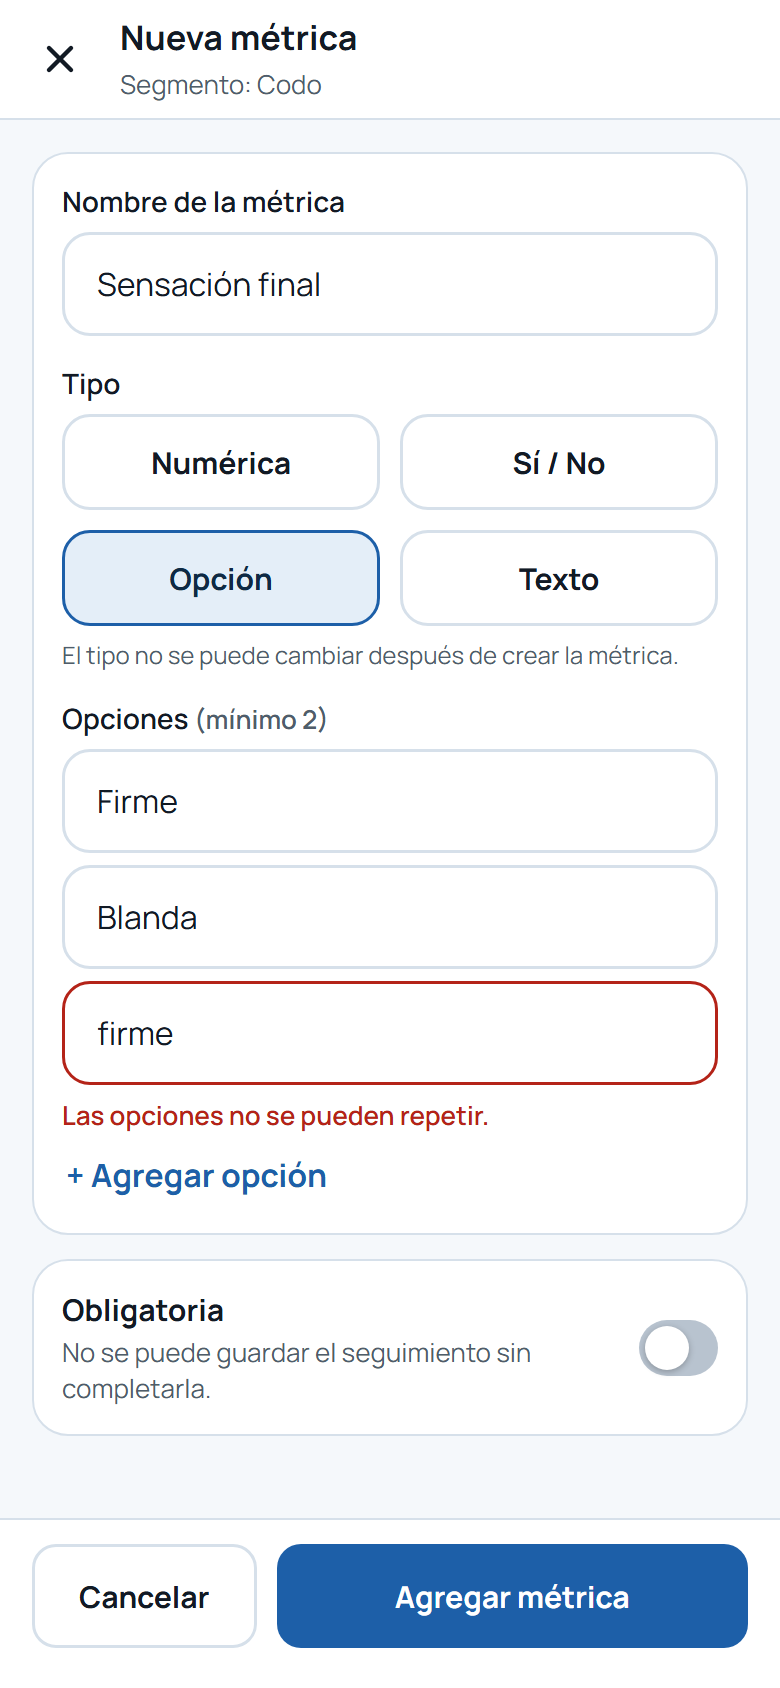 Nueva métrica
Segmento: Codo
Nombre de la métrica
Sensación final
Tipo
Numérica
Sí / No
Opción
Texto
El tipo no se puede cambiar después de crear la métrica.
Opciones (mínimo 2)
Firme
Blanda
firme
Las opciones no se pueden repetir.
+ Agregar opción
Obligatoria
No se puede guardar el seguimiento sin
completarla.
Cancelar
Agregar métrica